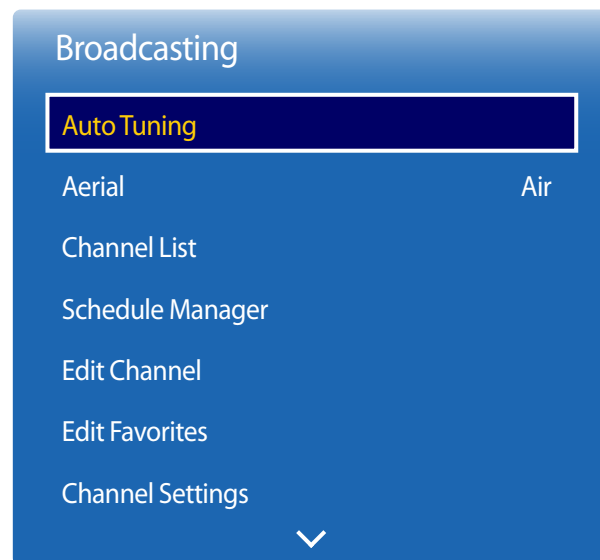 Broadcasting
Auto Tuning
Aerial Air
Channel List
Schedule Manager
Edit Channel
Edit Favorites
Channel Settings